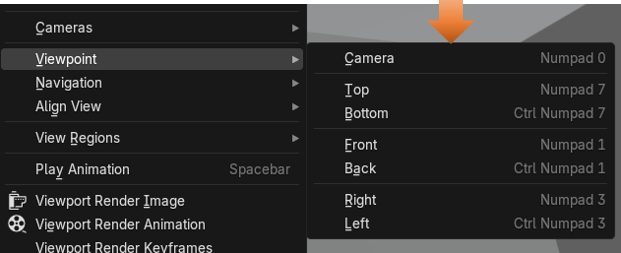 Cameras
Viewpoint
Navigation
Align View
View Regions
Play Animation Spacebar
Viewport Render Image
Viewport Render Animation
Viewport Render Keyframes
Camera Numpad 0
Top Numpad 7
Bottom Ctrl Numpad 7
Front Numpad 1
Back Ctrl Numpad 1
Right Numpad 3
Left Ctrl Numpad 3